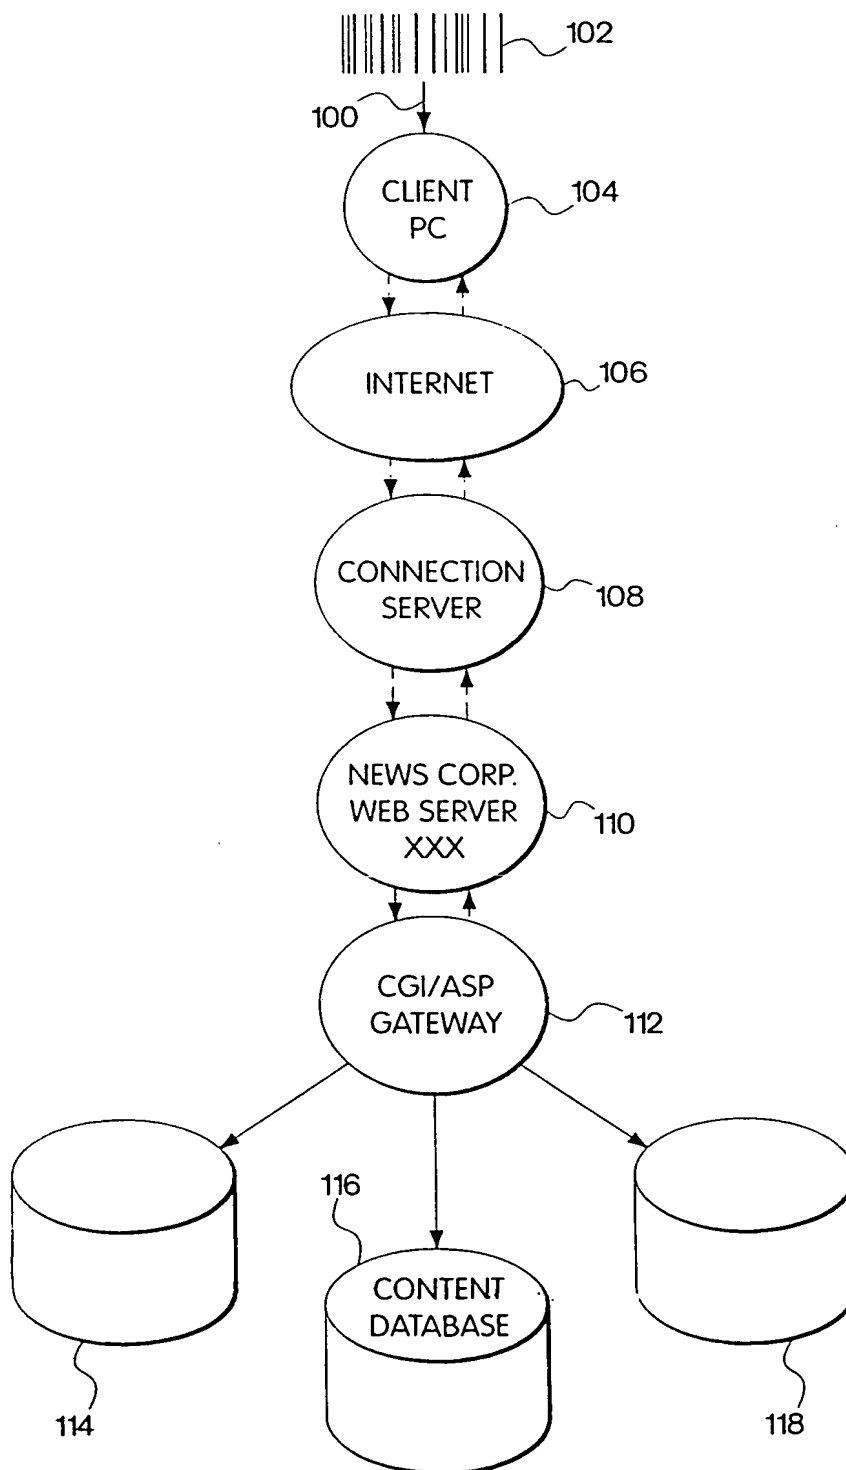 102
100
CLIENT
PC
104
INTERNET
106
CONNECTION
SERVER
108
NEWS CORP.
WEB SERVER
XXX
110
CGI/ASP
GATEWAY
112
116
CONTENT
DATABASE
114
118